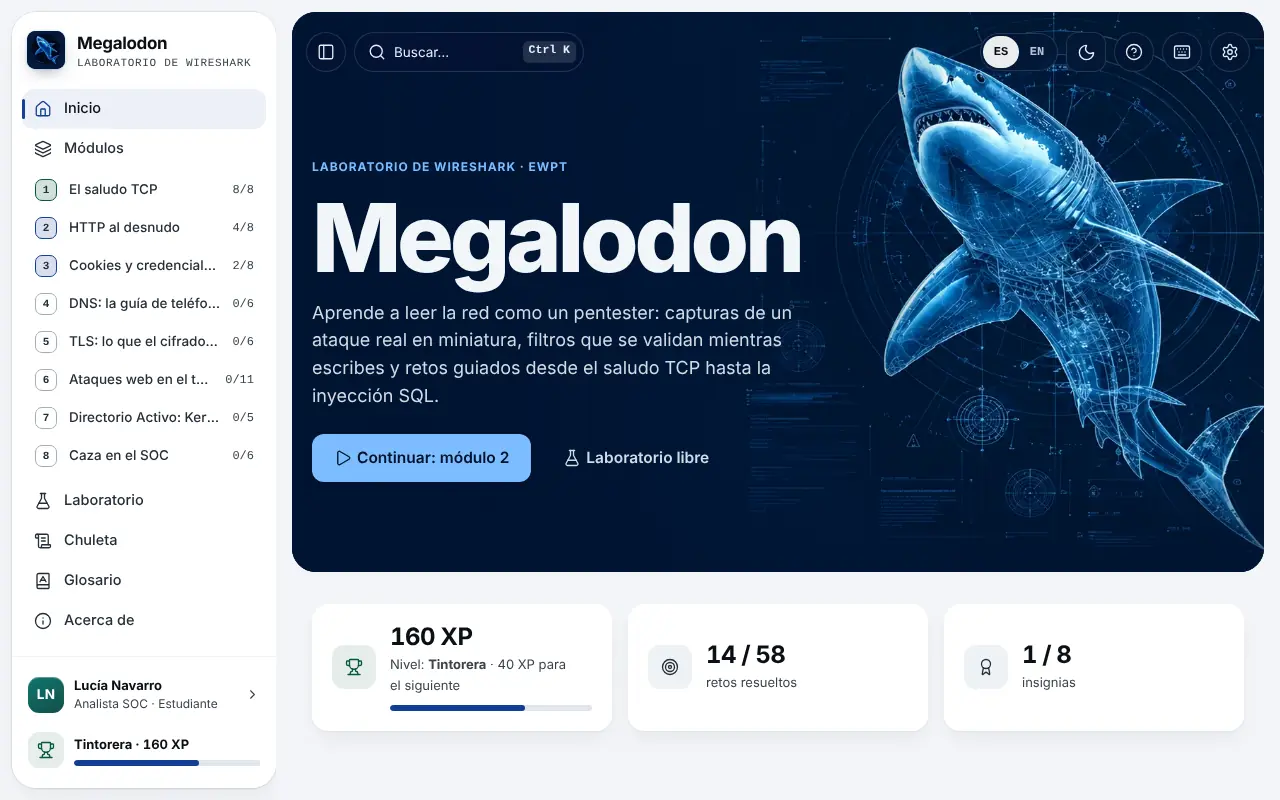 Megalodon
LABORATORIO DE WIRESHARK
Inicio
Módulos
1 El saludo TCP 8/8
2 HTTP al desnudo 4/8
3 Cookies y credencial... 2/8
4 DNS: la guía de teléfo... 0/6
5 TLS: lo que el cifrado... 0/6
6 Ataques web en el t... 0/11
7 Directorio Activo: Ker... 0/5
8 Caza en el SOC 0/6
Laboratorio
Chuleta
Glosario
Acerca de
LN Lucía Navarro
Analista SOC · Estudiante
Tintorera · 160 XP
Buscar... Ctrl K
ES EN
LABORATORIO DE WIRESHARK · EWPT
Megalodon
Aprende a leer la red como un pentester: capturas de un
ataque real en miniatura, filtros que se validan mientras
escribes y retos guiados desde el saludo TCP hasta la
inyección SQL.
Continuar: módulo 2
Laboratorio libre
160 XP
Nivel: Tintorera · 40 XP para
el siguiente
14 / 58
retos resueltos
1 / 8
insignias